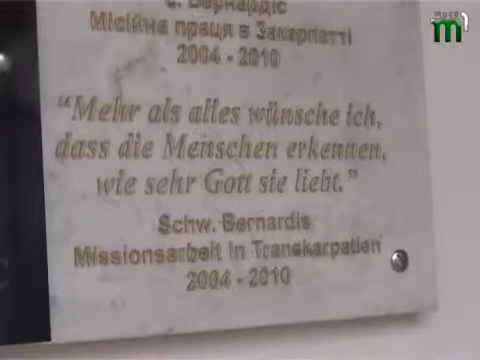 С. Бернардіс
Місійна праця в Закарпатті
2004 - 2010
“Mehr als alles wünsche ich,
dass die Menschen erkennen,
wie sehr Gott sie liebt.”
Schw. Bernardis
Missionsarbeit in Transkarpatien
2004 - 2010